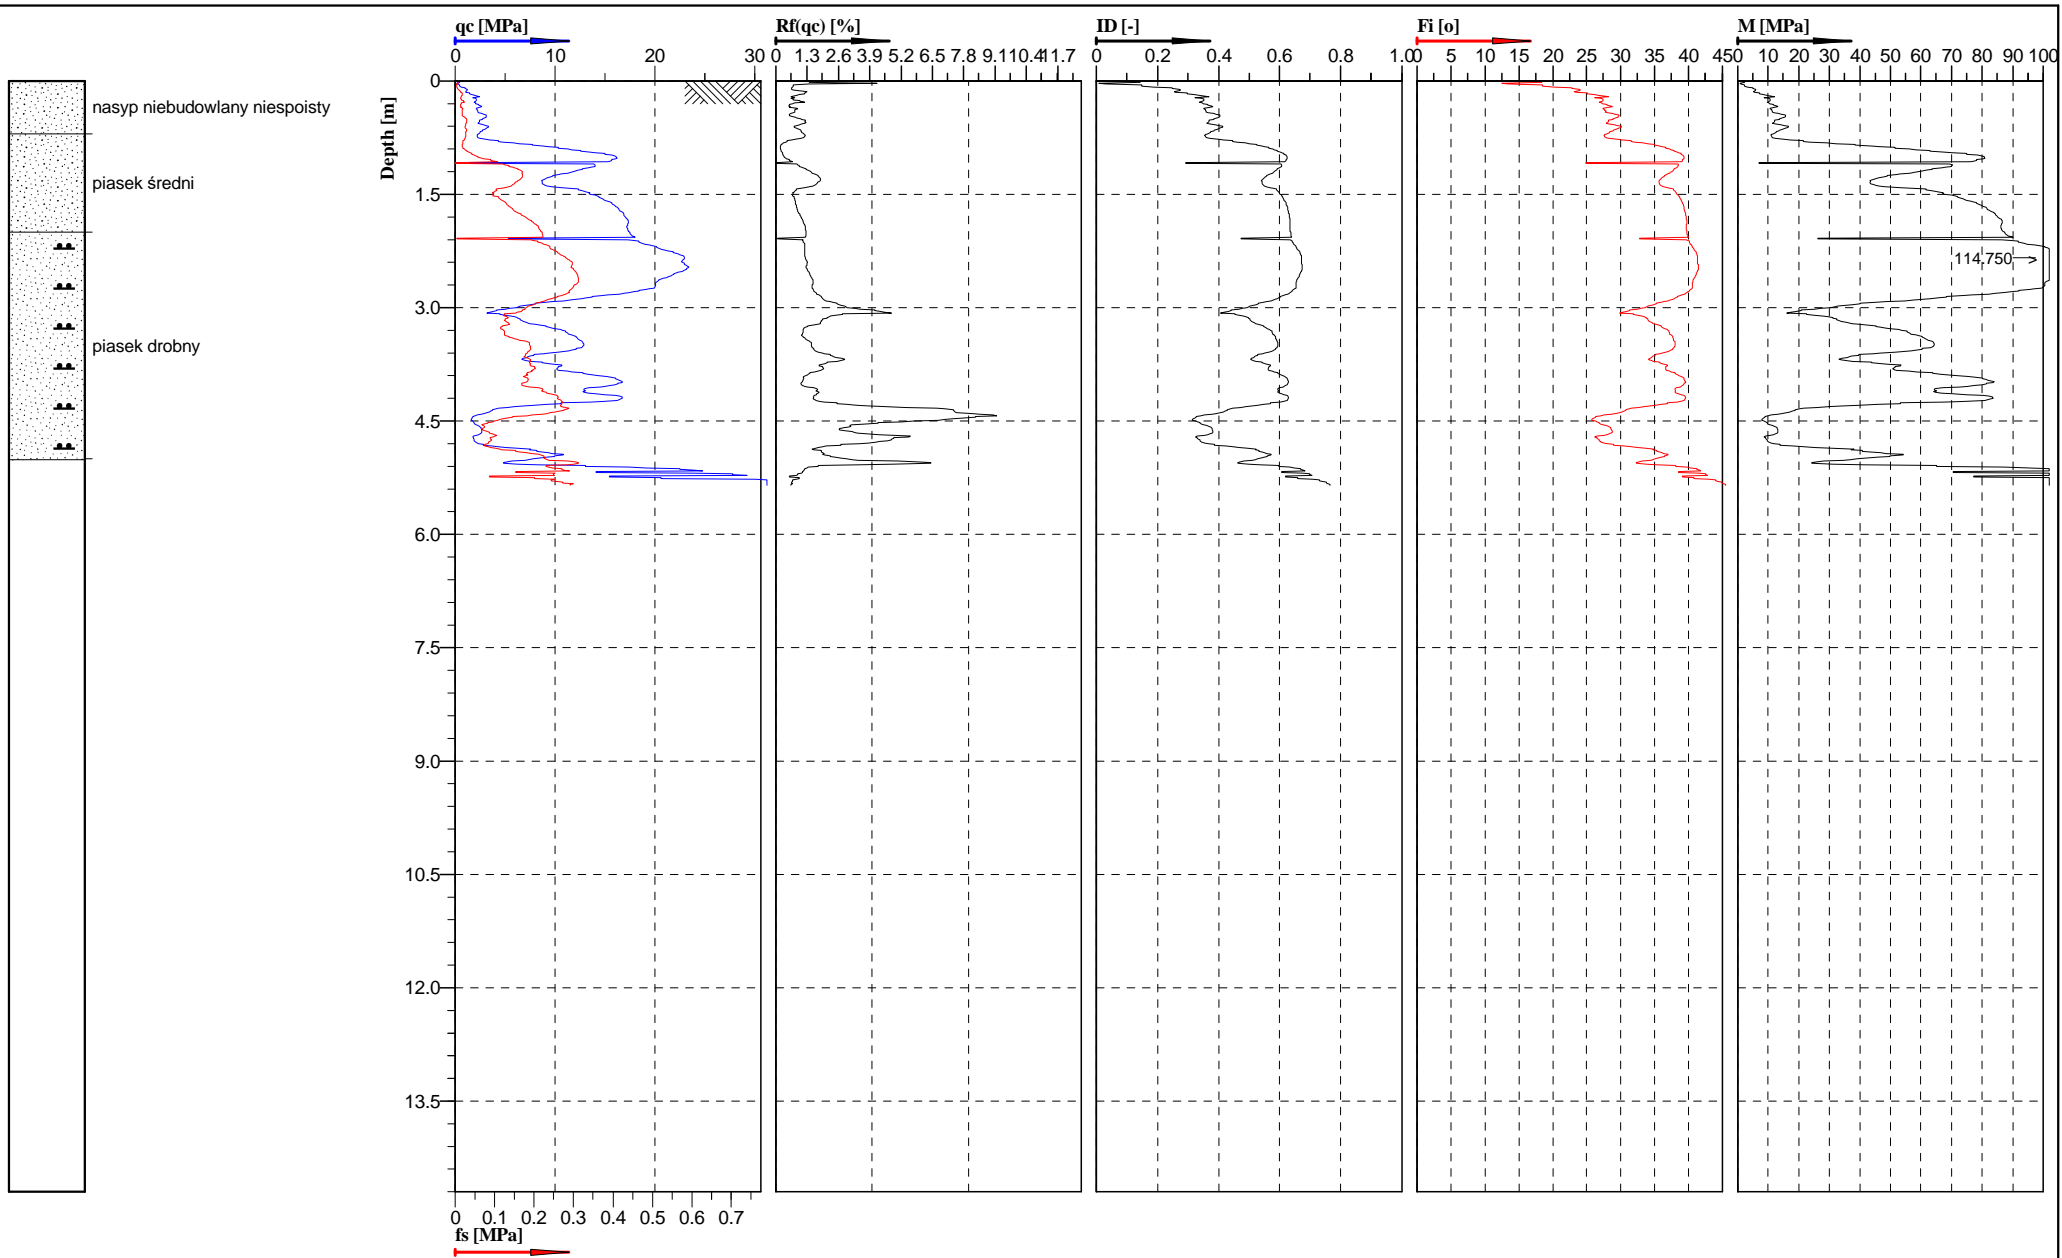 qc [MPa] Rf(qc) [%] ID [-] Fi [o] M [MPa]
0 10 20 30 0 1.3 2.6 3.9 5.2 6.5 7.8 9.1 10.4 11.7 0 0.2 0.4 0.6 0.8 1.0 0 5 10 15 20 25 30 35 40 45 0 10 20 30 40 50 60 70 80 90 100
0
nasyp niebudowlany niespoisty
Depth [m]
piasek średni
1.5
114.750
3.0
piasek drobny
4.5
6.0
7.5
9.0
10.5
12.0
13.5
0 0.1 0.2 0.3 0.4 0.5 0.6 0.7
fs [MPa]